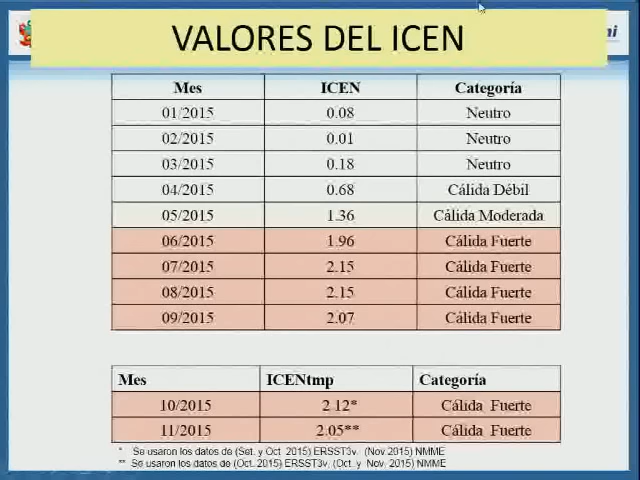 VALORES DEL ICEN
Mes ICEN Categoría
01/2015 0.08 Neutro
02/2015 0.01 Neutro
03/2015 0.18 Neutro
04/2015 0.68 Cálida Débil
05/2015 1.36 Cálida Moderada
06/2015 1.96 Cálida Fuerte
07/2015 2.15 Cálida Fuerte
08/2015 2.15 Cálida Fuerte
09/2015 2.07 Cálida Fuerte
Mes ICENtmp Categoría
10/2015 2.12* Cálida Fuerte
11/2015 2.05** Cálida Fuerte
* Se usaron los datos de (Set. y Oct. 2015) ERSST3v. (Nov 2015) NMME
** Se usaron los datos de (Oct. 2015) ERSST3v, (Oct. y Nov. 2015) NMME